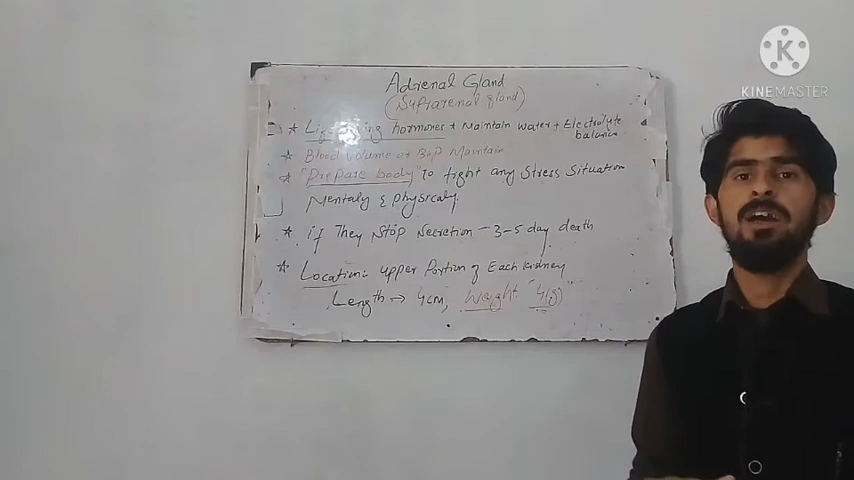 Adrenal Gland
(Suprarenal gland)
hormones + Maintain water + Electrolyte
balance
Blood Volume or B.P Maintain
"Prepare body" To fight any Stress Situation
Mentaly & Physicaly.
if They Stop Secretion - 3-5 day death
Location: upper Portion of Each kidney
Length → 4cm, Weight "4(g)"
KINEMASTER